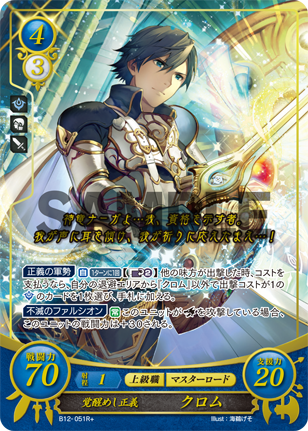 4
3
SAMPLE
神竜ナーガよ…我、資格を示す者。
我が声に耳を傾け、我が祈りに応えたまえ…！
正義の軍勢 自 1ターンに1回 【 2】他の味方が出撃した時、コストを
支払うなら、自分の退避エリアから『クロム』以外で出撃コストが1の
のカードを1枚選び、手札に加える。
不滅のファルシオン 常 このユニットが を攻撃している場合、
このユニットの戦闘力は＋30される。
戦闘力 70
射程 1
上級職 マスターロード
支援力 20
覚醒めし正義 クロム
B12-051R+
Illust：海鵜げそ